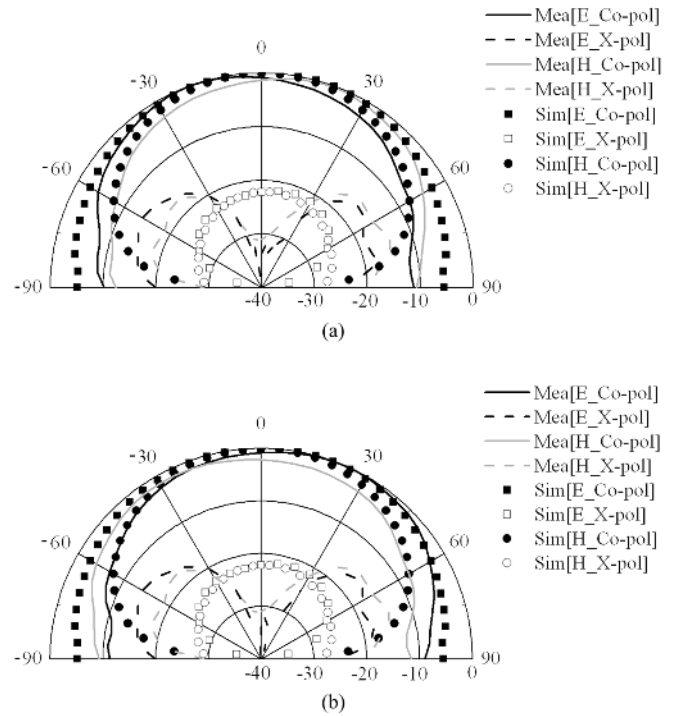 Mea[E_Co-pol]
Mea[E_X-pol]
Mea[H_Co-pol]
Mea[H_X-pol]
Sim[E_Co-pol]
Sim[E_X-pol]
Sim[H_Co-pol]
Sim[H_X-pol]
0
-30 30
-60 60
-90 90
-40 -30 -20 -10 0
(a)
Mea[E_Co-pol]
Mea[E_X-pol]
Mea[H_Co-pol]
Mea[H_X-pol]
Sim[E_Co-pol]
Sim[E_X-pol]
Sim[H_Co-pol]
Sim[H_X-pol]
0
-30 30
-60 60
-90 90
-40 -30 -20 -10 0
(b)